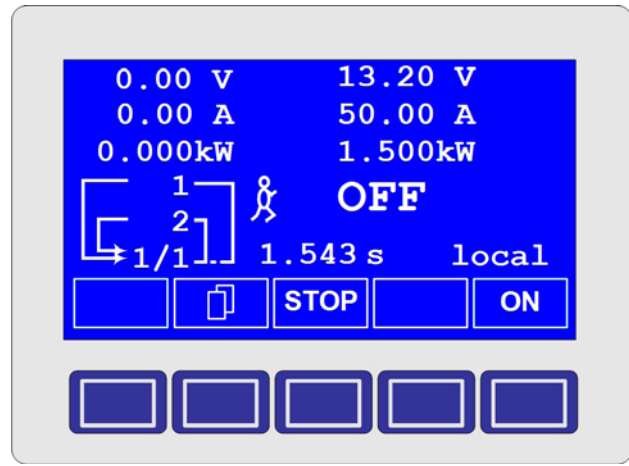 0.00 V 13.20 V
0.00 A 50.00 A
0.000kW 1.500kW
1 OFF
2
1/1 1.543 s local
STOP ON